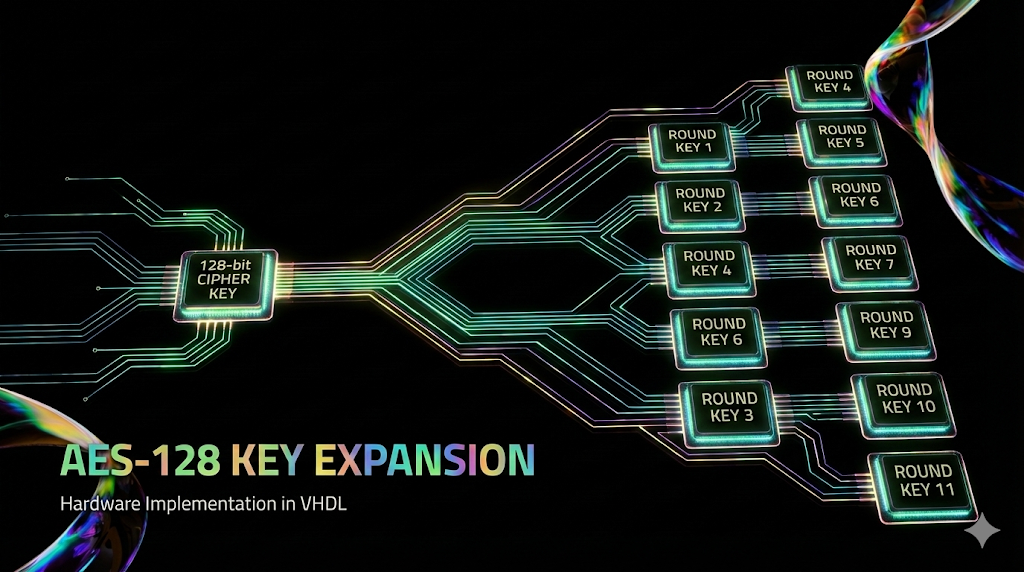 128-bit
CIPHER
KEY
ROUND
KEY 1
ROUND
KEY 2
ROUND
KEY 4
ROUND
KEY 6
ROUND
KEY 3
ROUND
KEY 4
ROUND
KEY 5
ROUND
KEY 6
ROUND
KEY 7
ROUND
KEY 9
ROUND
KEY 10
ROUND
KEY 11
AES-128 KEY EXPANSION
Hardware Implementation in VHDL